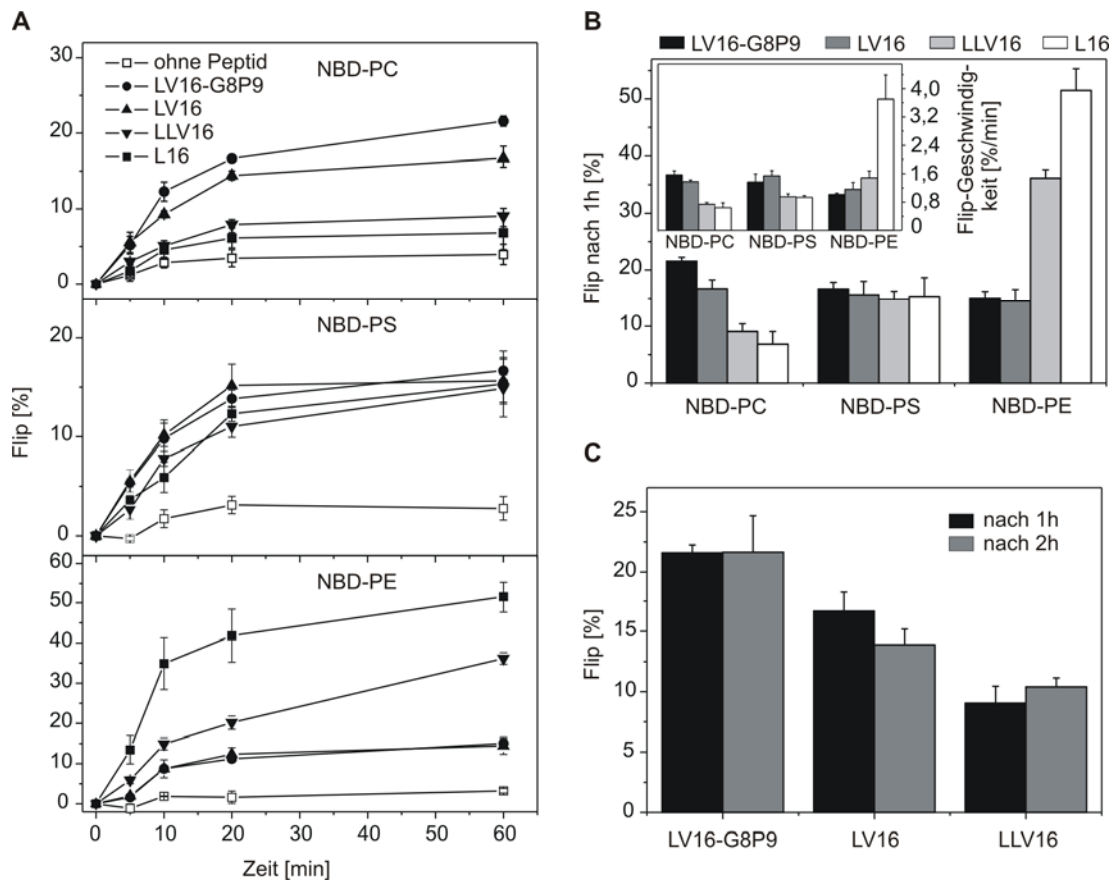 A
ohne Peptid
LV16-G8P9
LV16
LLV16
L16
NBD-PC
30
20
10
0
NBD-PS
20
10
0
NBD-PE
60
50
40
30
20
10
0
0 10 20 30 40 50 60
Flip [%]
Zeit [min]
B
LV16-G8P9 LV16 LLV16 L16
50
40
30
20
10
0
Flip nach 1h [%]
4,0
3,2
2,4
1,6
0,8
0
Flip-Geschwindig-
keit [%/min]
NBD-PC NBD-PS NBD-PE
NBD-PC NBD-PS NBD-PE
C
nach 1h
nach 2h
25
20
15
10
5
0
Flip [%]
LV16-G8P9 LV16 LLV16